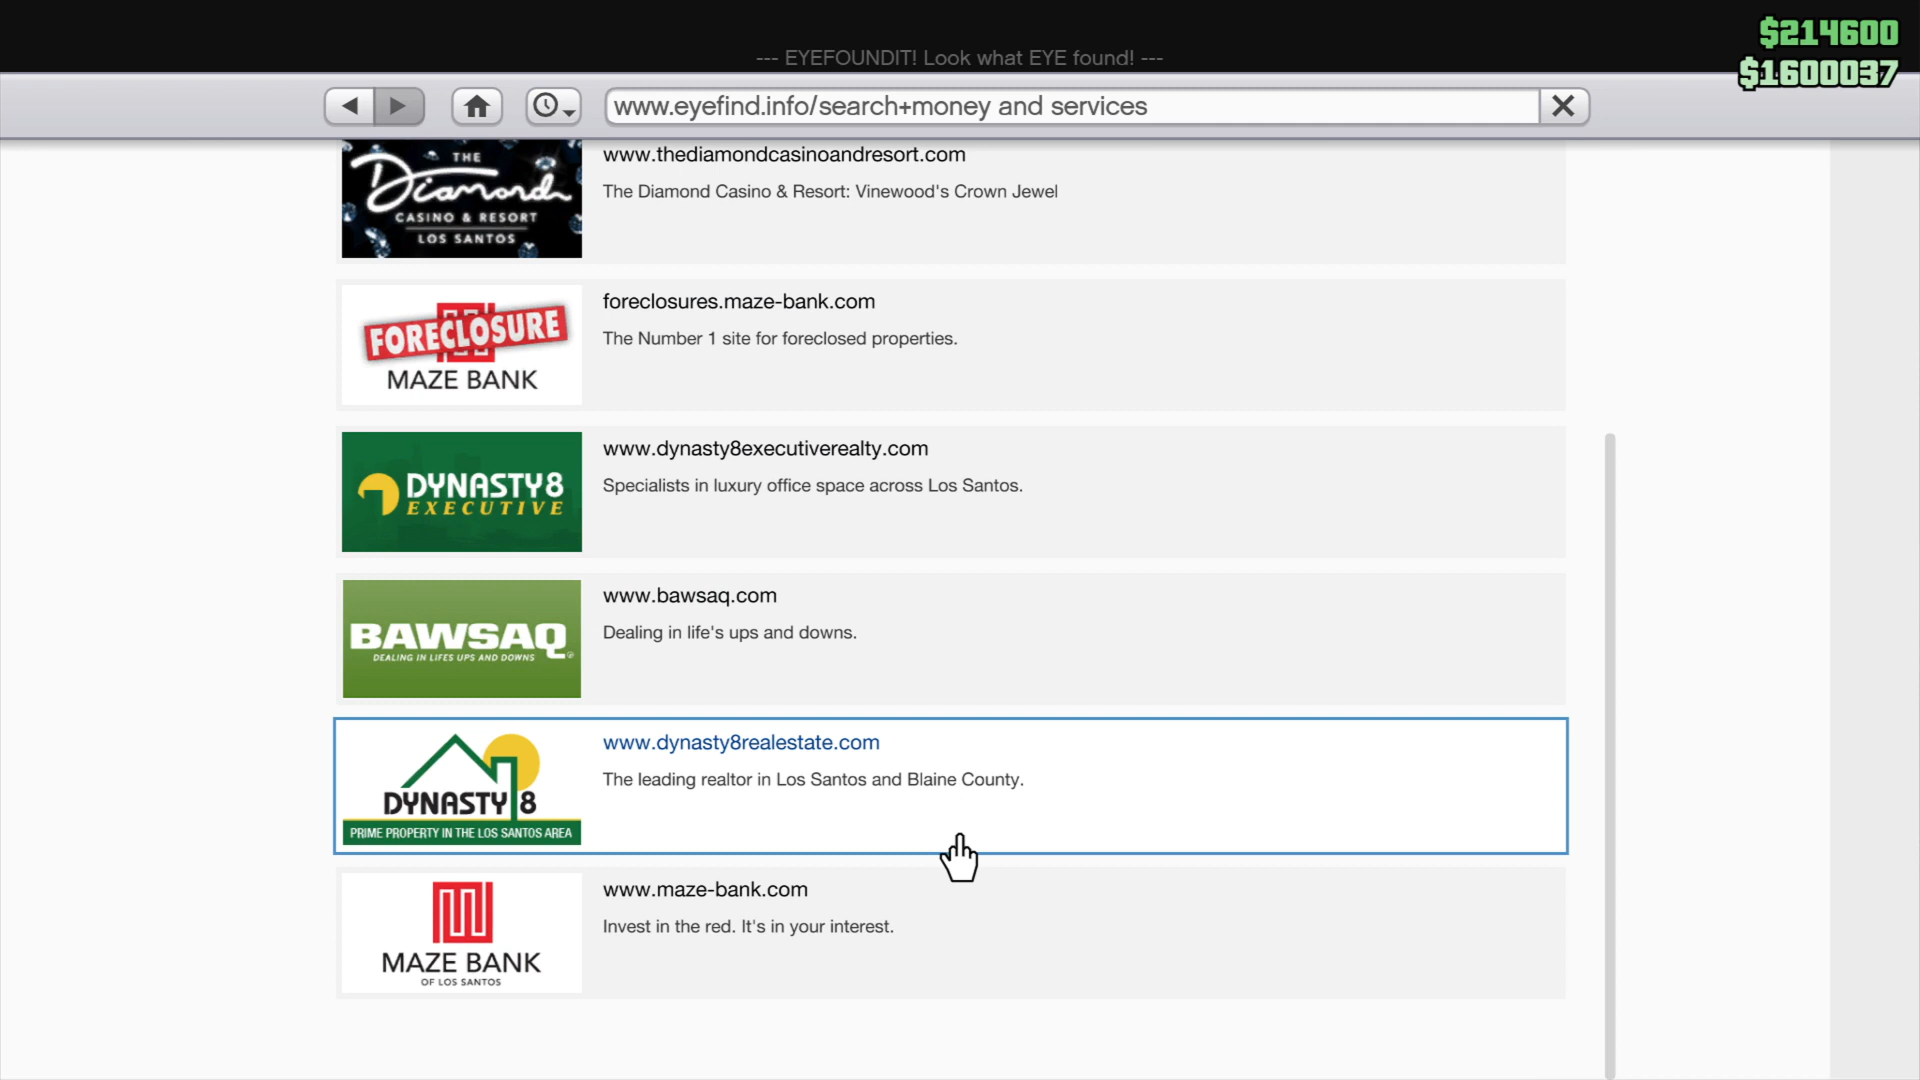 $214600
--- EYEFOUNDIT! Look what EYE found! ---
$1600037
www.eyefind.info/search+money and services
THE
Diamond
CASINO & RESORT
LOS SANTOS
www.thediamondcasinoandresort.com
The Diamond Casino & Resort: Vinewood's Crown Jewel
FORECLOSURE
MAZE BANK
foreclosures.maze-bank.com
The Number 1 site for foreclosed properties.
DYNASTY8
EXECUTIVE
www.dynasty8executiverealty.com
Specialists in luxury office space across Los Santos.
BAWSAQ
DEALING IN LIFES UPS AND DOWNS
www.bawsaq.com
Dealing in life's ups and downs.
DYNASTY 8
PRIME PROPERTY IN THE LOS SANTOS AREA
www.dynasty8realestate.com
The leading realtor in Los Santos and Blaine County.
MAZE BANK
OF LOS SANTOS
www.maze-bank.com
Invest in the red. It's in your interest.